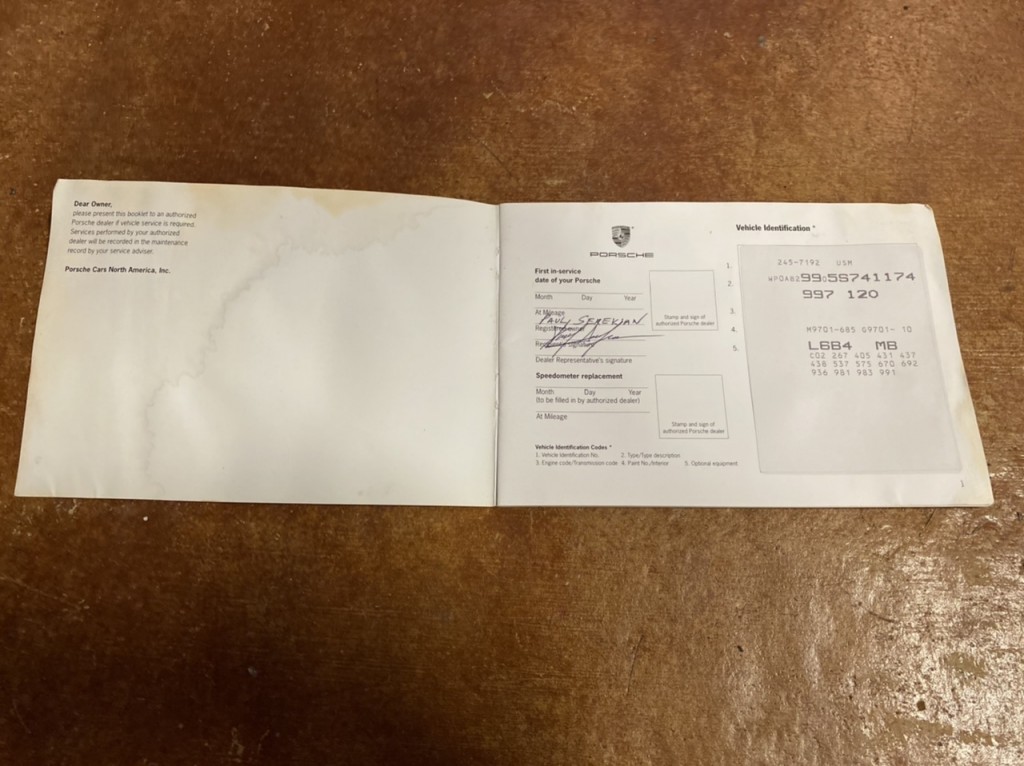 Dear Owner,
please present this booklet to an authorized
Porsche dealer if vehicle service is required.
Services performed by your authorized
dealer will be recorded in the maintenance
record by your service adviser.
Porsche Cars North America, Inc.
PORSCHE
First in-service
date of your Porsche
Month Day Year
At Mileage
PAUL SEREKIAN
Dealer Representative's signature
Stamp and sign of
authorized Porsche dealer
Speedometer replacement
Month Day Year
(to be filled in by authorized dealer)
At Mileage
Stamp and sign of
authorized Porsche dealer
Vehicle Identification Codes *
1. Vehicle Identification No. 2. Type/Type description
3. Engine code/Transmission code 4. Paint No./Interior 5. Optional equipment
Vehicle Identification *
1.
2.
3.
4.
5.
245-7192 USM
WP0AB29905S741174
997 120
M9701-685 G9701- 10
L6B4 MB
C02 267 405 431 437
438 537 575 670 692
936 981 983 991
1